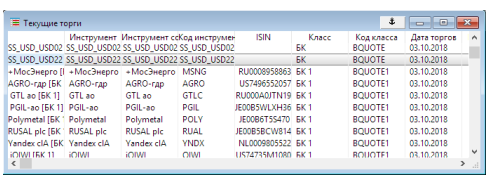 Текущие торги
Инструмент Инструмент сс Код инструмен ISIN Класс Код класса Дата торгов
SS_USD_USD02 SS_USD_USD02 SS_USD_USD02 БК BQUOTE 03.10.2018
SS_USD_USD22 SS_USD_USD22 SS_USD_USD22 БК BQUOTE 03.10.2018
+МосЭнерго [ +МосЭнерго +МосЭнерго MSNG RU0008958863 БК 1 BQUOTE1 03.10.2018
AGRO-гдр [БК AGRO-гдр AGRO-гдр AGRO US7496552057 БК 1 BQUOTE1 03.10.2018
GTL ао [БК 1] GTL ао GTL ао GTLC RU000A0JTN19 БК 1 BQUOTE1 03.10.2018
PGIL-ао [БК 1] PGIL-ао PGIL-ао PGIL JE00B5WLXH36 БК 1 BQUOTE1 03.10.2018
Polymetal [БК Polymetal Polymetal POLY JE00B6T5S470 БК 1 BQUOTE1 03.10.2018
RUSAL plc [БК RUSAL plc RUSAL plc RUAL JE00B5BCW814 БК 1 BQUOTE1 03.10.2018
Yandex clA [БК Yandex clA Yandex clA YNDX NL0009805522 БК 1 BQUOTE1 03.10.2018
iQIWI [БК 1] iQIWI iQIWI QIWI US74735M1080 БК 1 BQUOTE1 03.10.2018